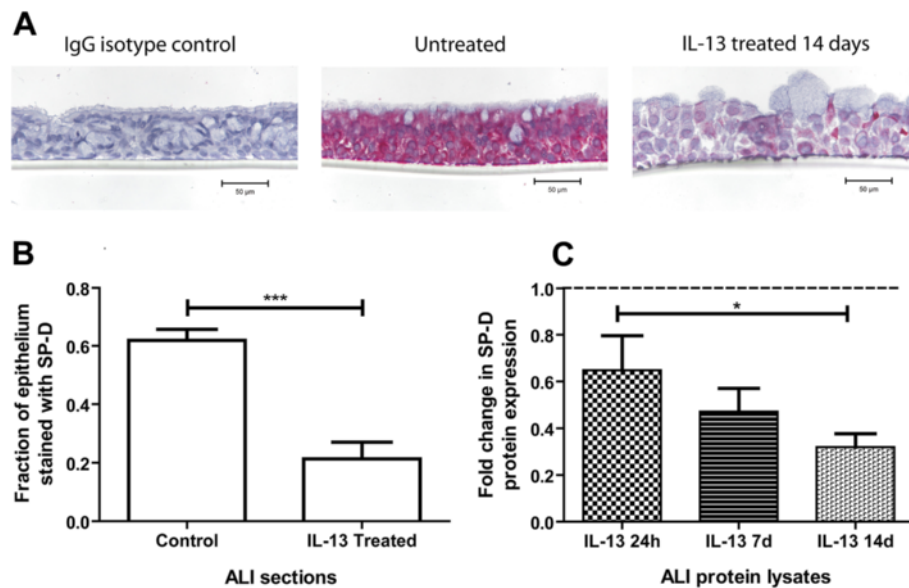 A
IgG isotype control
Untreated
IL-13 treated 14 days
50 µm
50 µm
50 µm
B
Fraction of epithelium
stained with SP-D
0.8
0.6
0.4
0.2
0.0
***
Control
IL-13 Treated
ALI sections
C
Fold change in SP-D
protein expression
1.0
0.8
0.6
0.4
0.2
0.0
*
IL-13 24h
IL-13 7d
IL-13 14d
ALI protein lysates